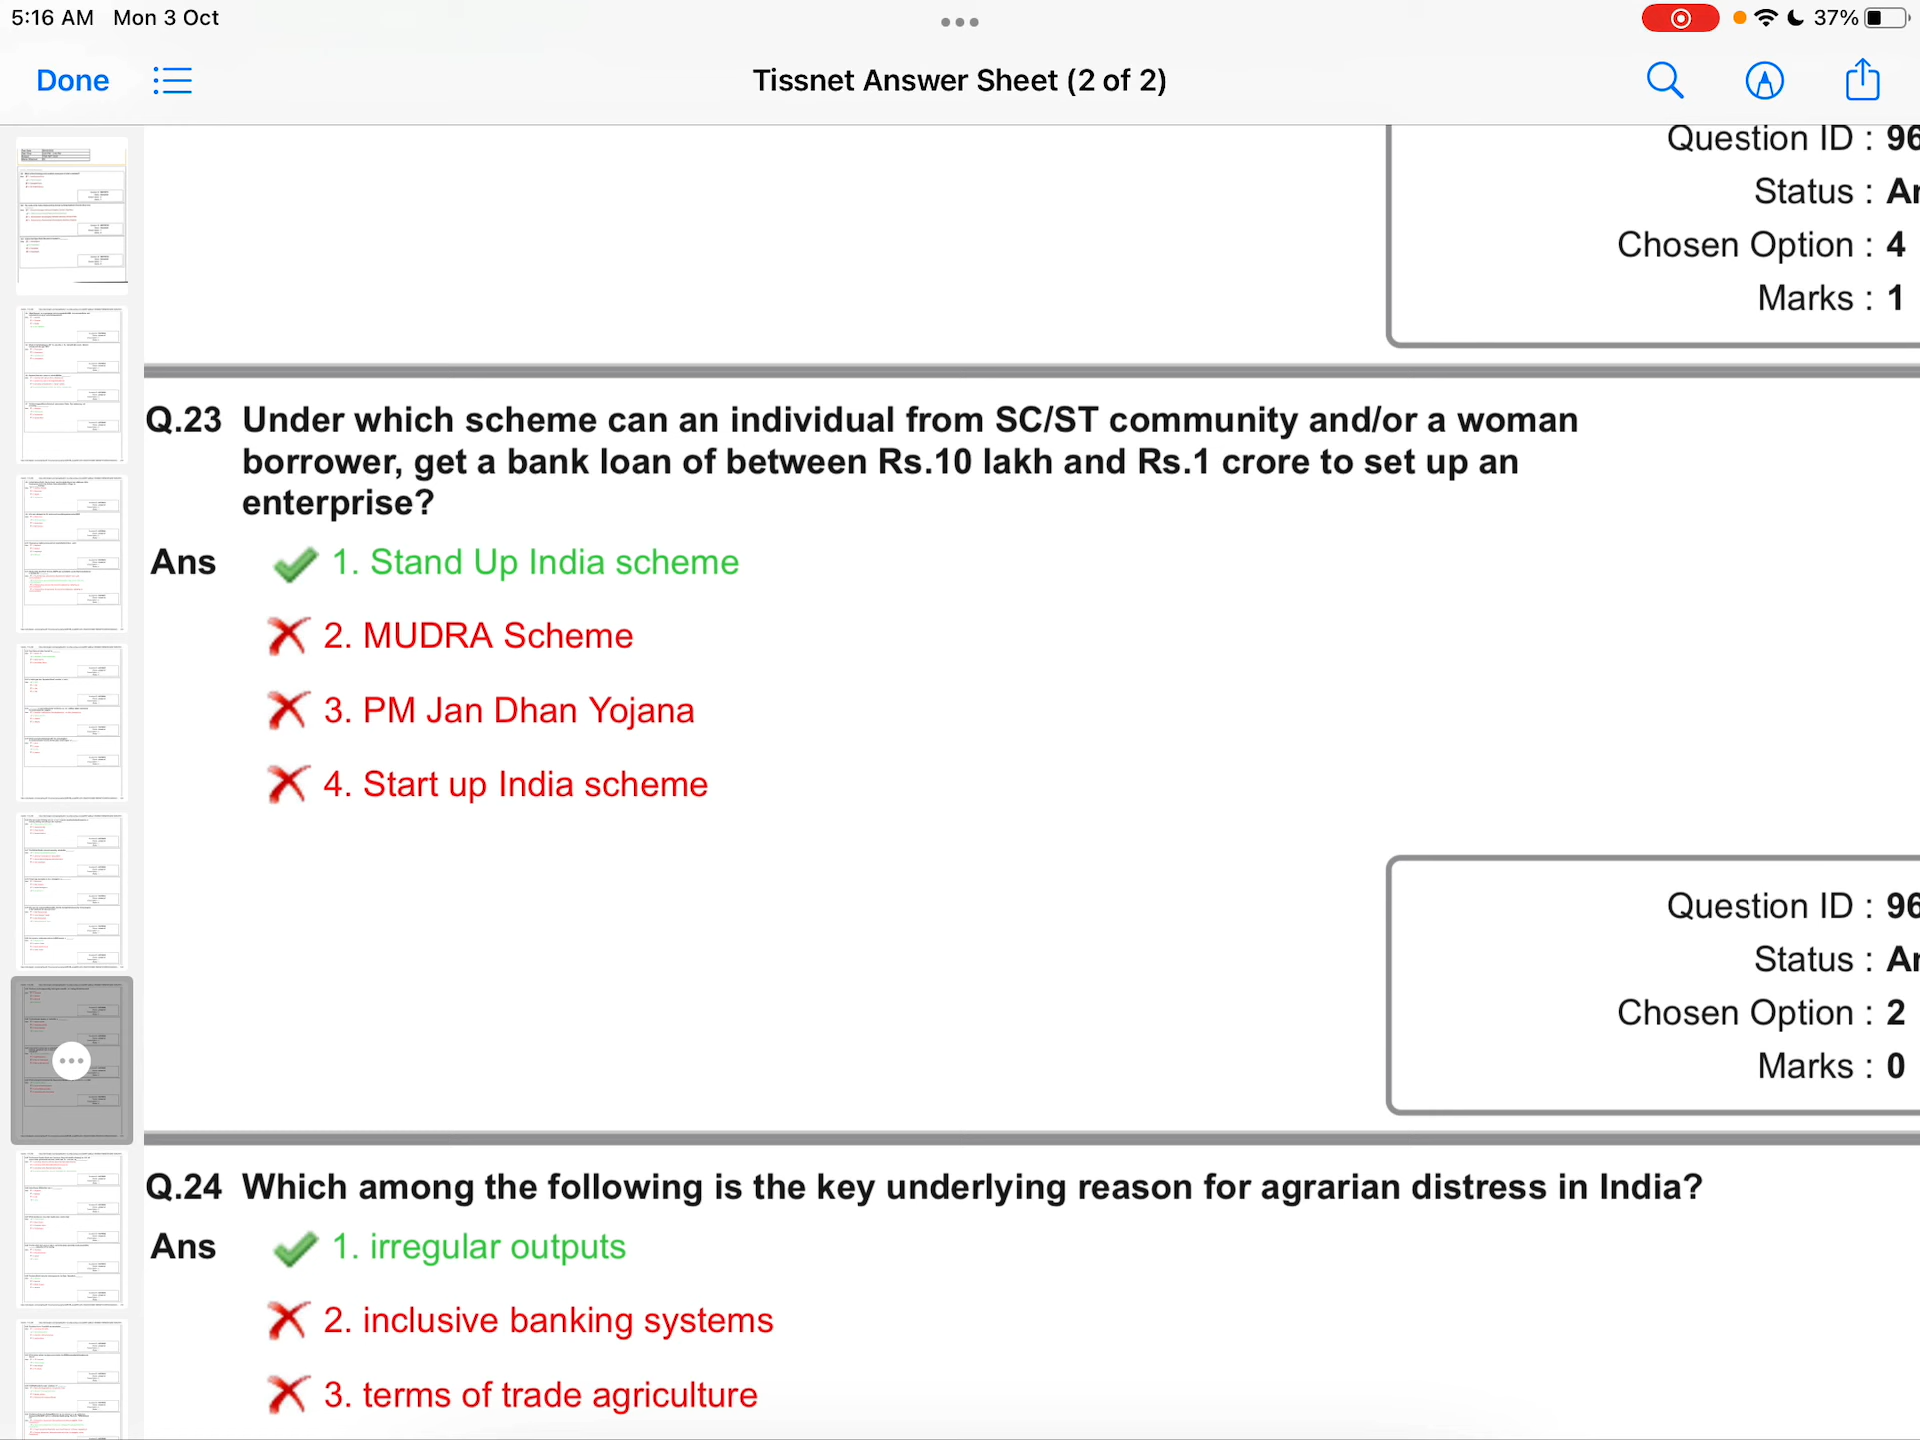 5:16 AM Mon 3 Oct
37%
Done
Tissnet Answer Sheet (2 of 2)
Question ID : 96
Status :
Chosen Option : 4
Marks : 1
Q.23 Under which scheme can an individual from SC/ST community and/or a woman
borrower, get a bank loan of between Rs.10 lakh and Rs.1 crore to set up an
enterprise?
Ans 1. Stand Up India scheme
2. MUDRA Scheme
3. PM Jan Dhan Yojana
4. Start up India scheme
Question ID : 96
Status :
Chosen Option : 2
Marks : 0
Q.24 Which among the following is the key underlying reason for agrarian distress in India?
Ans 1. irregular outputs
2. inclusive banking systems
3. terms of trade agriculture